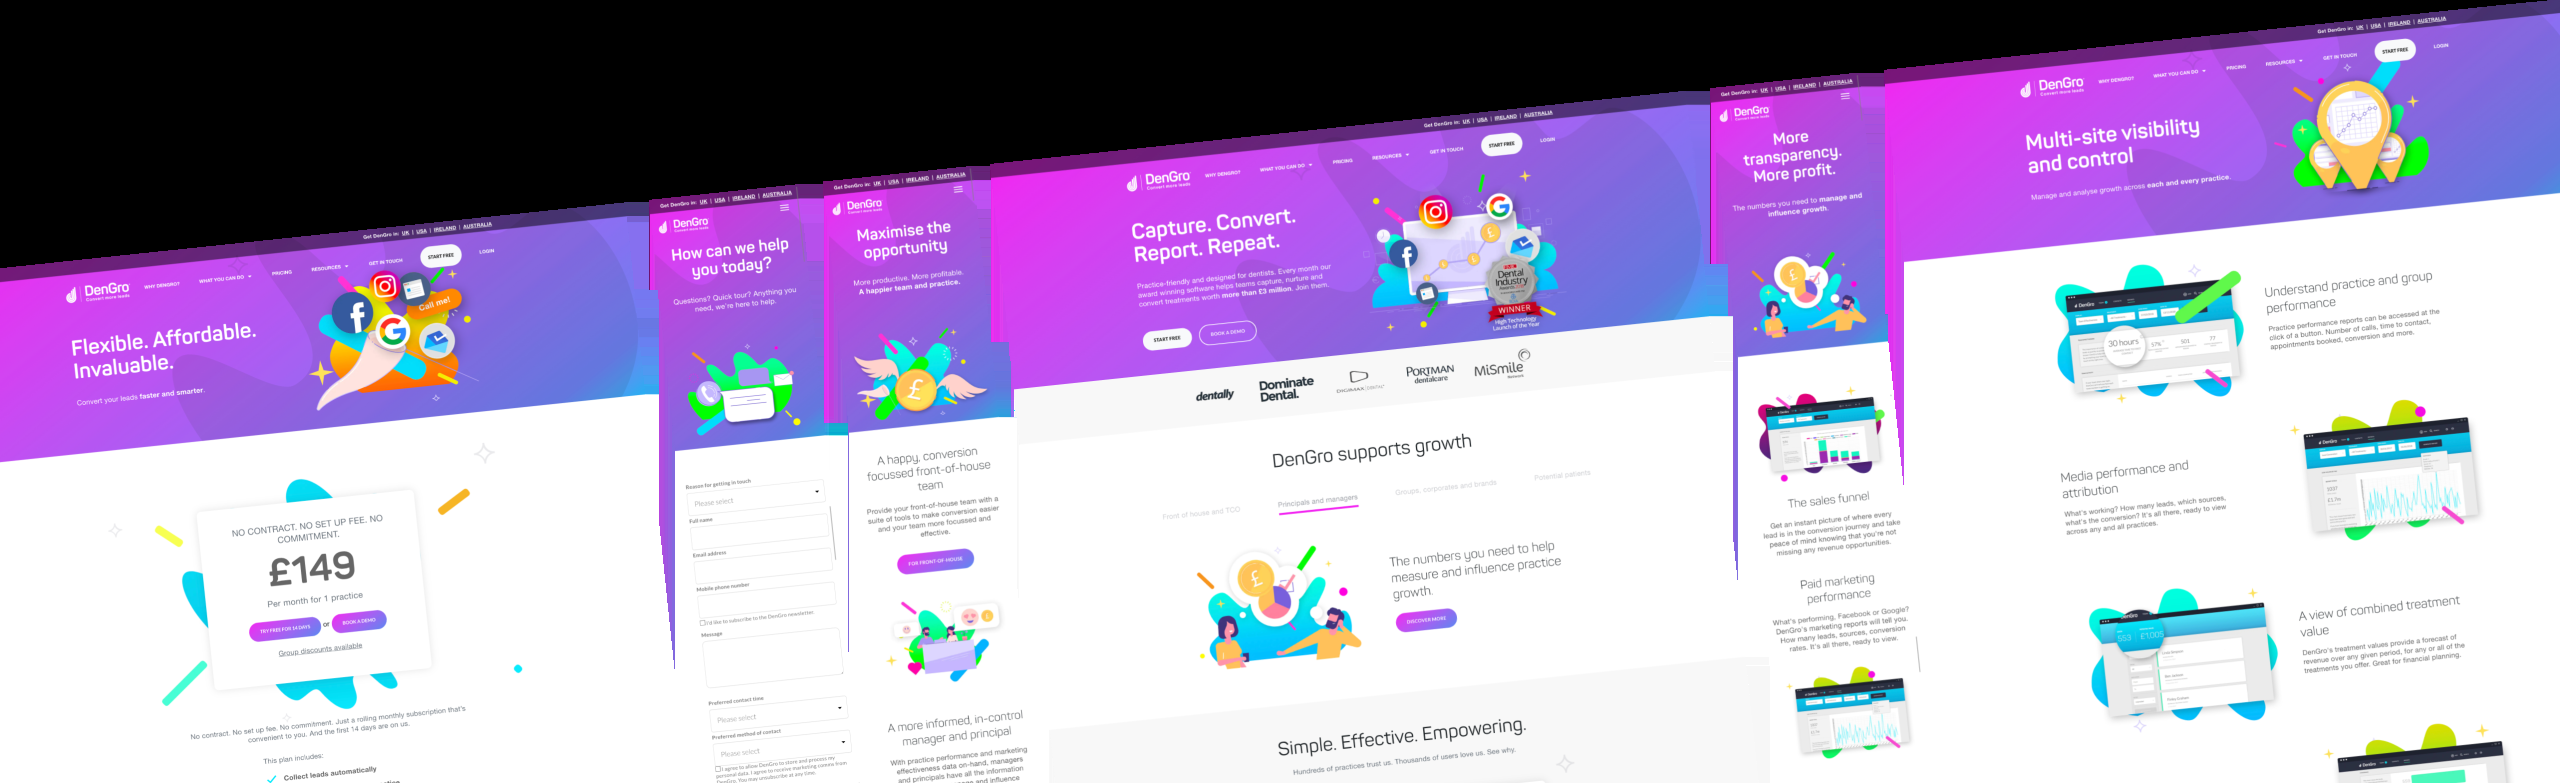 Get DenGro in: UK | USA | IRELAND | AUSTRALIA
DenGro
Convert more leads
WHY DENGRO?
WHAT YOU CAN DO
PRICING
RESOURCES
GET IN TOUCH
START FREE
LOGIN
Flexible. Affordable.
Invaluable.
Convert your leads faster and smarter.
Call me!
NO CONTRACT. NO SET UP FEE. NO
COMMITMENT.
£149
Per month for 1 practice
TRY FREE FOR 14 DAYS or BOOK A DEMO
Group discounts available
No contract. No set up fee. No commitment. Just a rolling monthly subscription that's
convenient to you. And the first 14 days are on us.
This plan includes:
Collect leads automatically
Get DenGro in: UK | USA | IRELAND | AUSTRALIA
DenGro
Convert more leads
How can we help
you today?
Questions? Quick tour? Anything you
need, we're here to help.
Reason for getting in touch
Please select
Full name
Email address
Mobile phone number
I'd like to subscribe to the DenGro newsletter.
Message
Preferred contact time
Please select
Preferred method of contact
Please select
I agree to allow DenGro to store and process my
personal data. I agree to receive marketing comms from
DenGro. You may unsubscribe at any time.
Get DenGro in: UK | USA | IRELAND | AUSTRALIA
DenGro
Convert more leads
Maximise the
opportunity
More productive. More profitable.
A happier team and practice.
£
A happy, conversion
focussed front-of-house
team
Provide your front-of-house team with a
suite of tools to make conversion easier
and your team more focussed and
effective.
FOR FRONT-OF-HOUSE
A more informed, in-control
manager and principal
With practice performance and marketing
effectiveness data on-hand, managers
and principals have all the information
and influence
Get DenGro in: UK | USA | IRELAND | AUSTRALIA
DenGro
Convert more leads
WHY DENGRO?
WHAT YOU CAN DO
PRICING
RESOURCES
GET IN TOUCH
START FREE
LOGIN
Capture. Convert.
Report. Repeat.
Practice-friendly and designed for dentists. Every month our
award winning software helps teams capture, nurture and
convert treatments worth more than £3 million. Join them.
START FREE
BOOK A DEMO
Dental
Industry
WINNER
High Technology
Launch of the Year
dentally
Dominate
Dental.
PORTMAN
dentalcare
MiSmile
Network
DenGro supports growth
Front of house and TCO
Principals and managers
Groups, corporates and brands
Potential patients
£
The numbers you need to help
measure and influence practice
growth.
DISCOVER MORE
Simple. Effective. Empowering.
Hundreds of practices trust us. Thousands of users love us. See why.
Get DenGro in: UK | USA | IRELAND | AUSTRALIA
DenGro
Convert more leads
More
transparency.
More profit.
The numbers you need to manage and
influence growth.
£
The sales funnel
Get an instant picture of where every
lead is in the conversion journey and take
peace of mind knowing that you're not
missing any revenue opportunities.
Paid marketing
performance
What's performing, Facebook or Google?
DenGro's marketing reports will tell you.
How many leads, sources, conversion
rates. It's all there, ready to view.
Get DenGro in: UK | USA | IRELAND | AUSTRALIA
DenGro
Convert more leads
WHY DENGRO?
WHAT YOU CAN DO
PRICING
RESOURCES
GET IN TOUCH
START FREE
LOGIN
Multi-site visibility
and control
Manage and analyse growth across each and every practice.
DenGro
30 hours
57%
501
77
Understand practice and group
performance
Practice performance reports can be accessed at the
click of a button. Number of calls, time to contact,
appointments booked, conversion and more.
Media performance and
attribution
What's working? How many leads, which sources,
what's the conversion? It's all there, ready to view
across any and all practices.
DenGro
A view of combined treatment
value
DenGro's treatment values provide a forecast of
revenue over any given period, for any or all of the
treatments you offer. Great for financial planning.